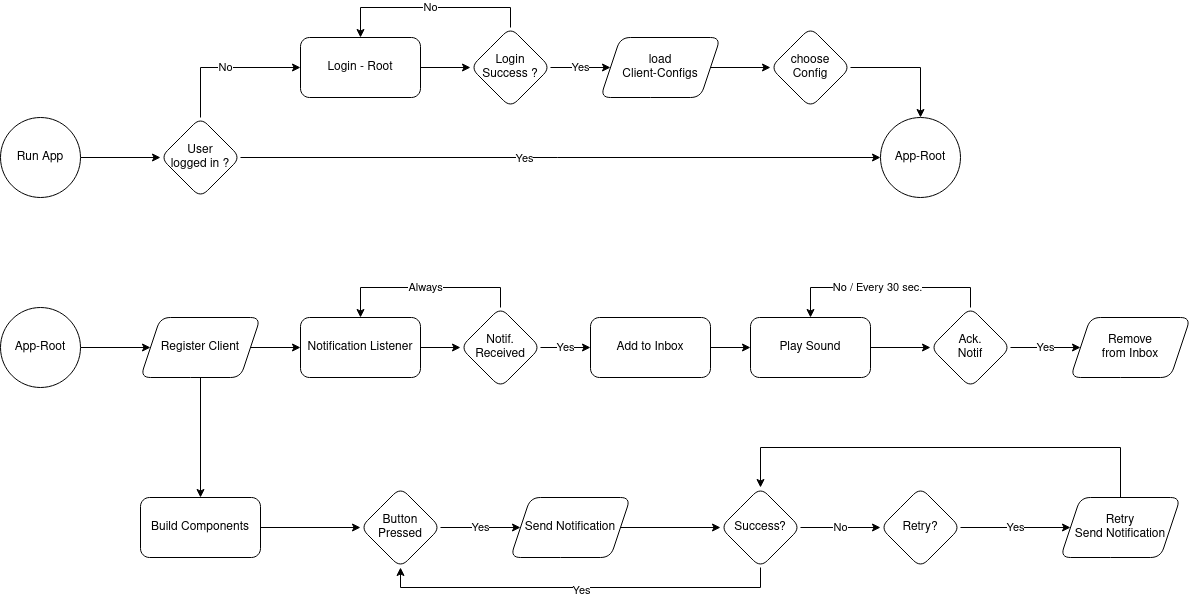 No
Login - Root
Login
Success ?
Yes
load
Client-Configs
choose
Config
No
Run App
User
logged in ?
Yes
App-Root
Always
No / Every 30 sec.
App-Root
Register Client
Notification Listener
Notif.
Received
Yes
Add to Inbox
Play Sound
Ack.
Notif
Yes
Remove
from Inbox
Build Components
Button
Pressed
Yes
Send Notification
Success?
No
Retry?
Yes
Retry
Send Notification
Yes